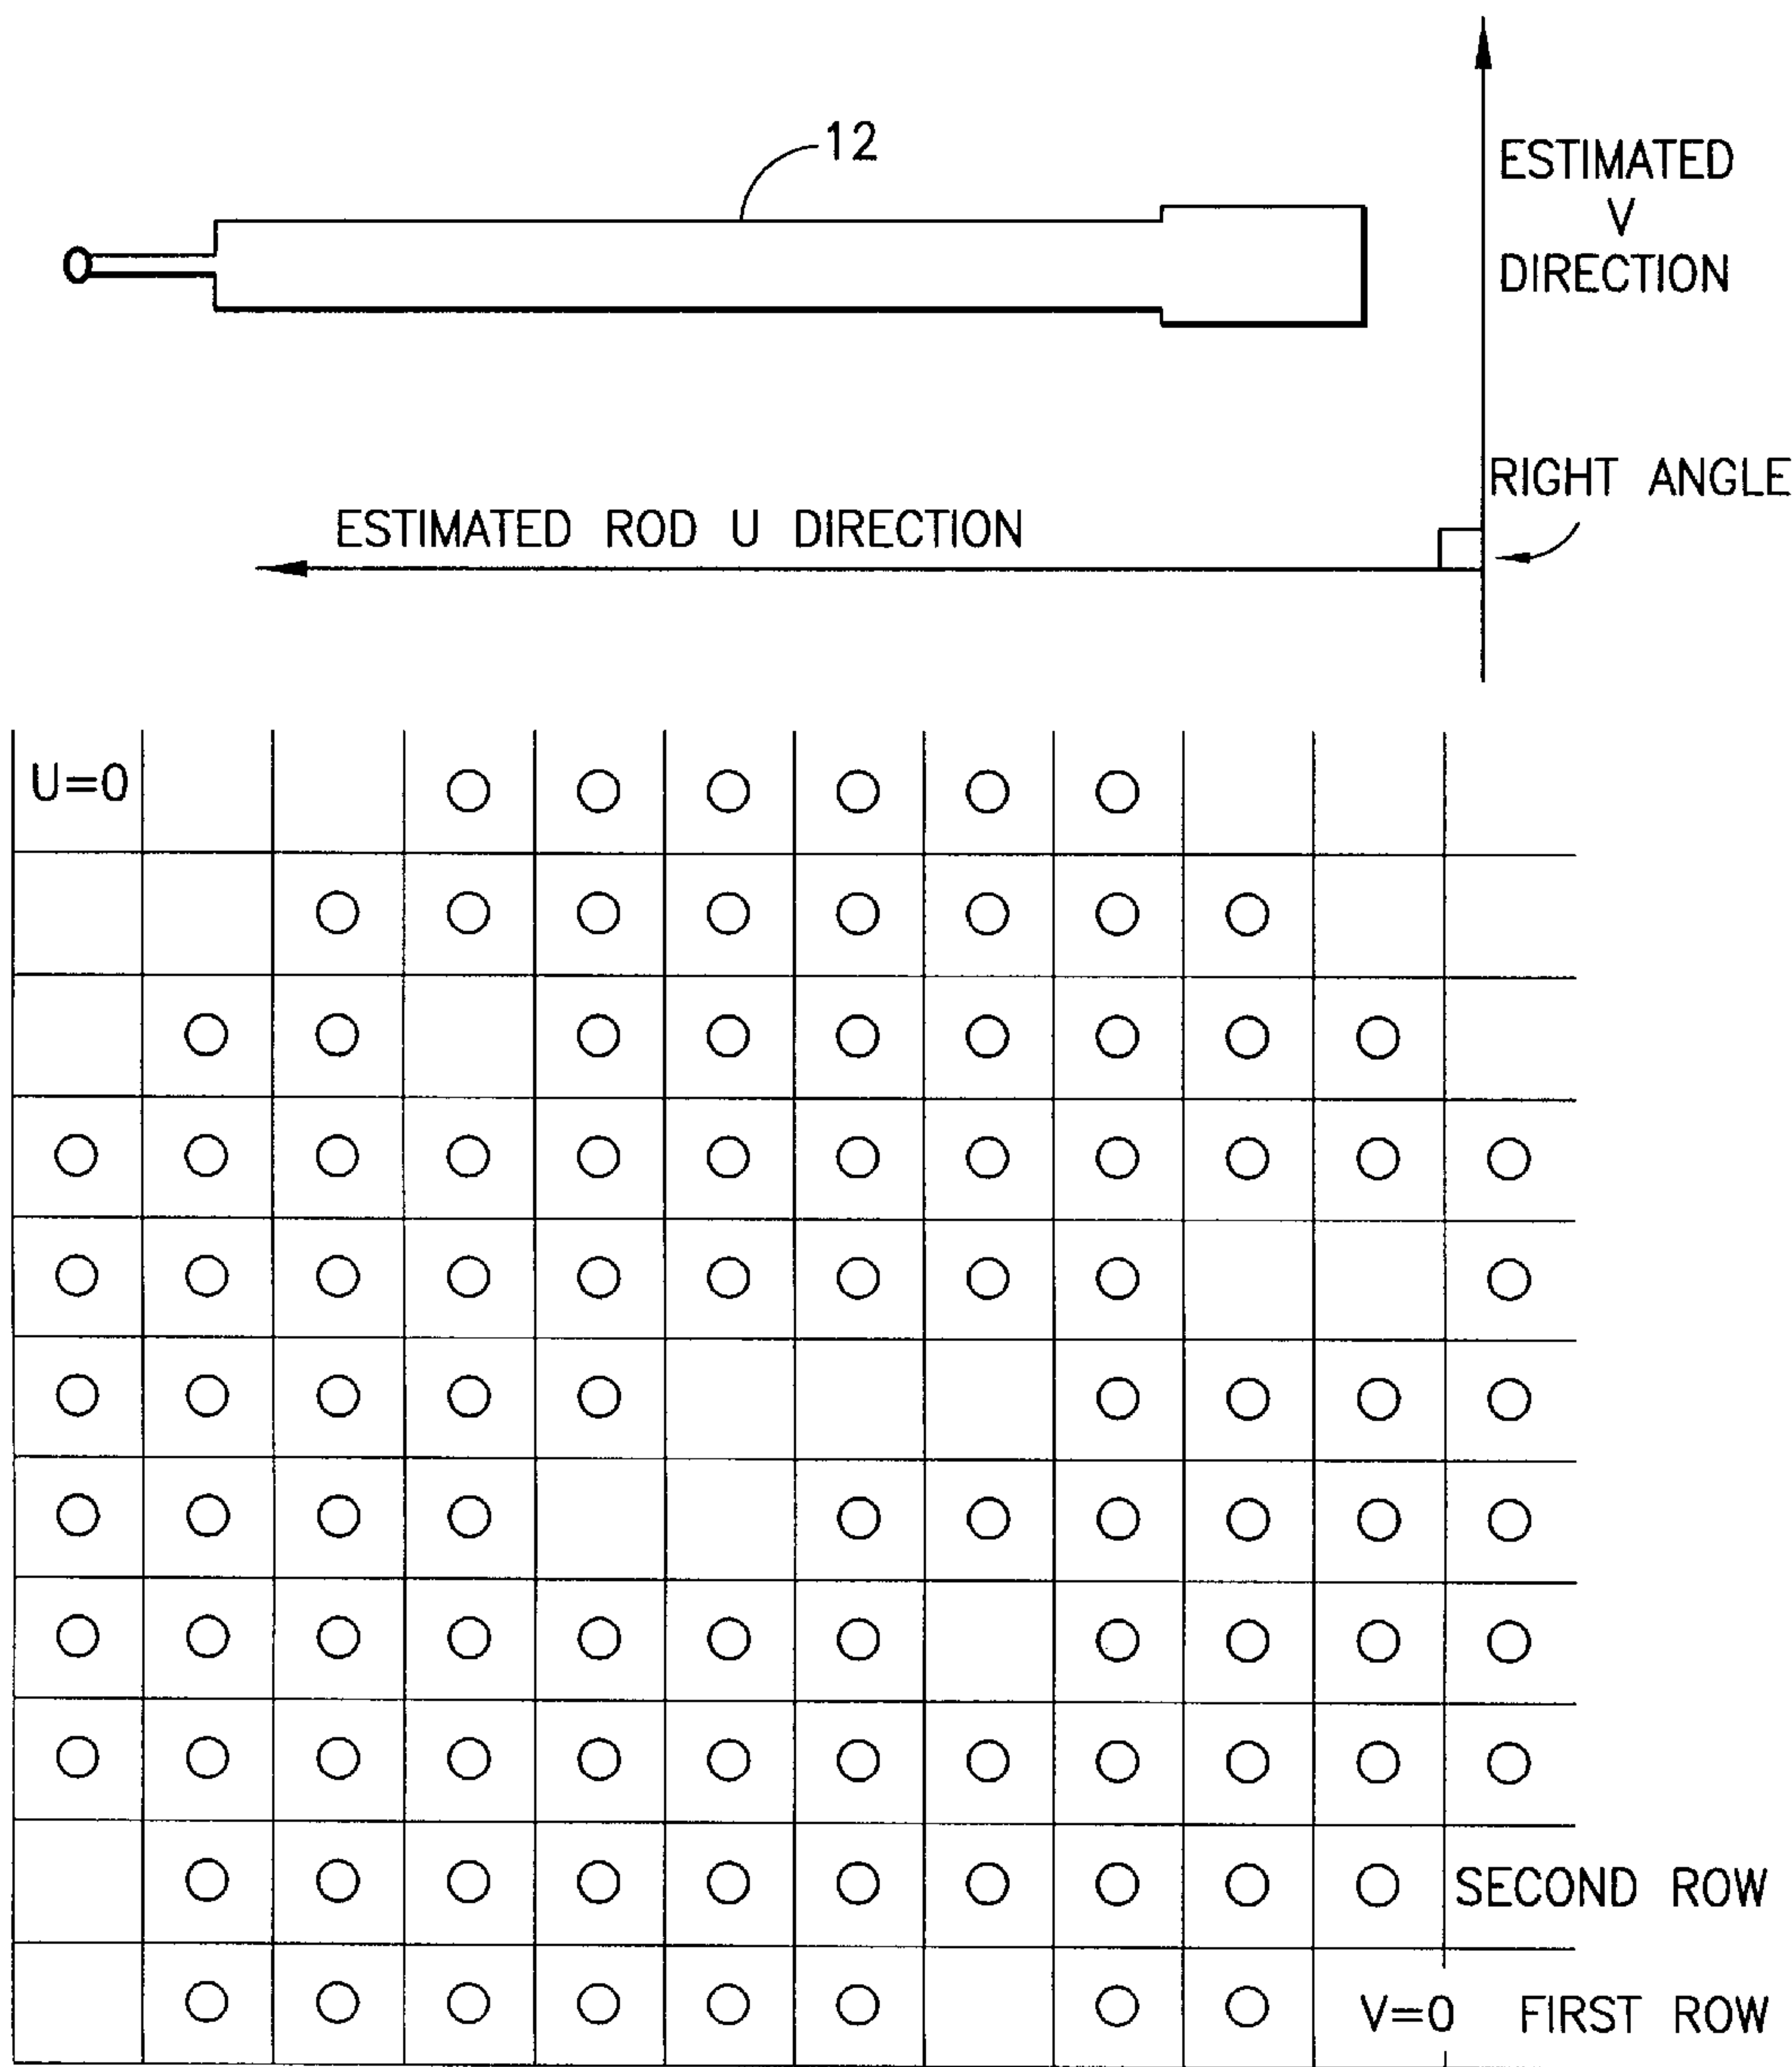 12
ESTIMATED
V
DIRECTION
RIGHT ANGLE
ESTIMATED ROD U DIRECTION
U=0
SECOND ROW
V=0 FIRST ROW